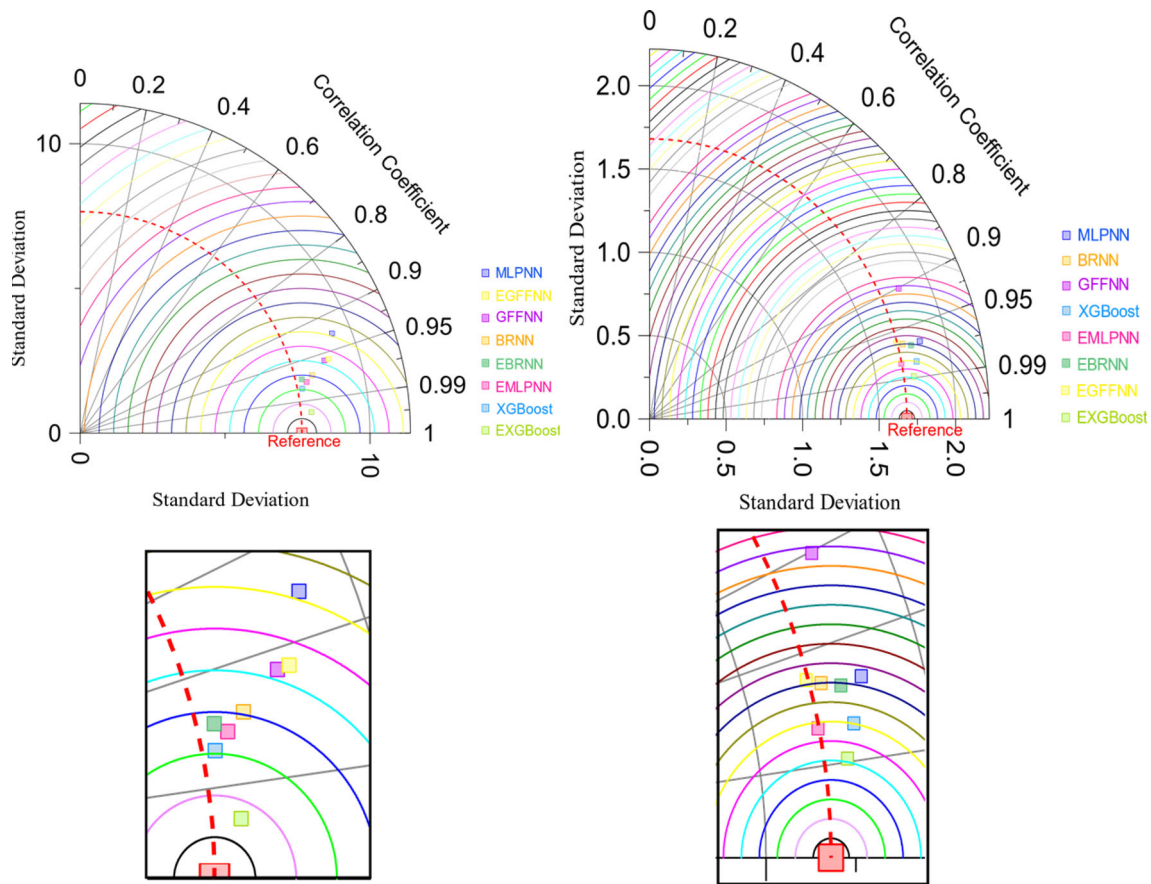 0
0.2
0.4
0.6
0.8
0.9
0.95
0.99
1
Correlation Coefficient
10
0
Standard Deviation
0
10
Reference
Standard Deviation
MLPNN
EGFFNN
GFFNN
BRNN
EBRNN
EMLPNN
XGBoost
EXGBoost
0
0.2
0.4
0.6
0.8
0.9
0.95
0.99
1
Correlation Coefficient
2.0
1.5
1.0
0.5
0.0
Standard Deviation
0.0
0.5
1.0
1.5
2.0
Reference
Standard Deviation
MLPNN
BRNN
GFFNN
XGBoost
EMLPNN
EBRNN
EGFFNN
EXGBoost